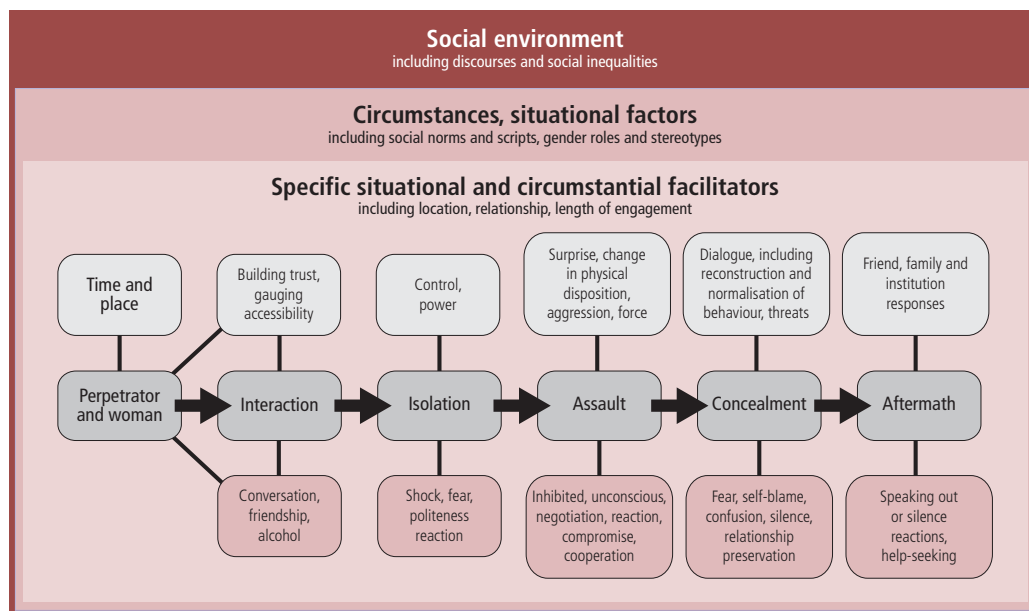 Social environment
including discourses and social inequalities
Circumstances, situational factors
including social norms and scripts, gender roles and stereotypes
Specific situational and circumstantial facilitators
including location, relationship, length of engagement
Time and
place
Building trust,
gauging
accessibility
Control,
power
Surprise, change
in physical
disposition,
aggression, force
Dialogue, including
reconstruction and
normalisation of
behaviour, threats
Friend, family and
institution
responses
Perpetrator
and woman
Interaction
Isolation
Assault
Concealment
Aftermath
Conversation,
friendship,
alcohol
Shock, fear,
politeness
reaction
Inhibited, unconscious,
negotiation, reaction,
compromise,
cooperation
Fear, self-blame,
confusion, silence,
relationship
preservation
Speaking out
or silence
reactions,
help-seeking